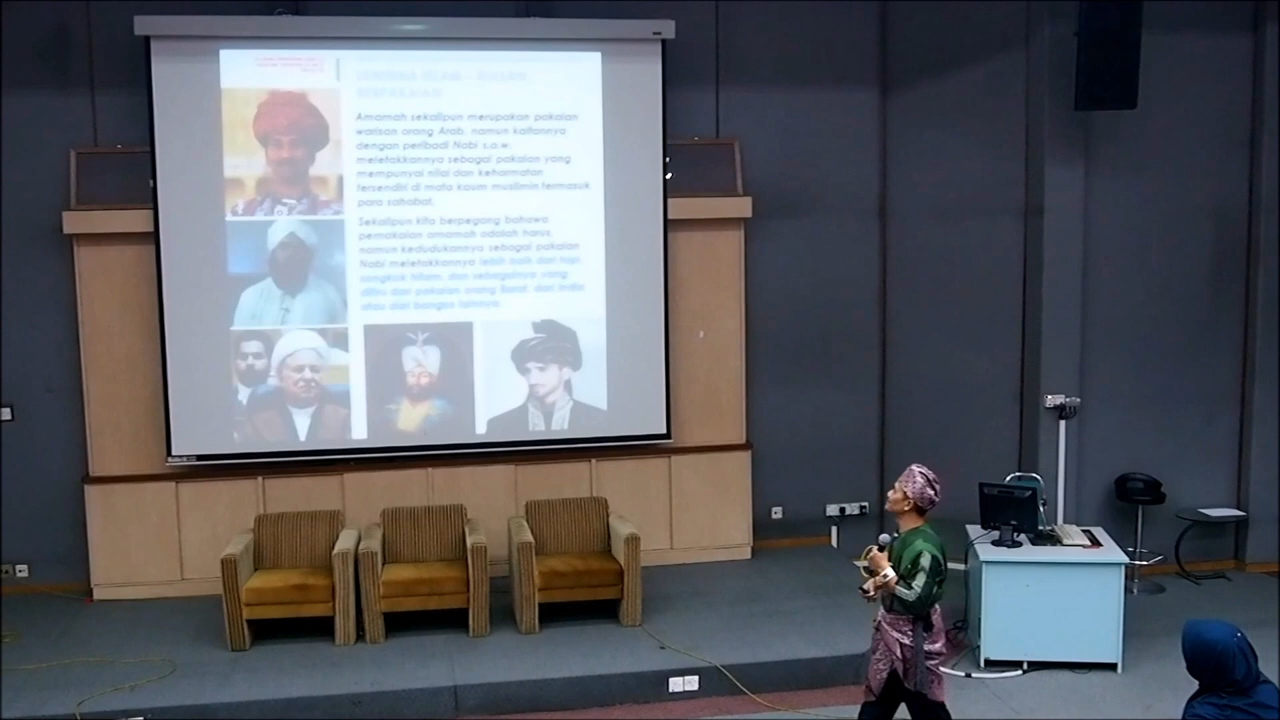 Amamah sekalipun merupakan pakaian
warisan orang Arab, namun kaitannya
dengan peribadi Nabi s.a.w.
meletakkannya sebagai pakaian yang
mempunyai nilai dan kehormatan
tersendiri di mata kaum muslimin termasuk
para sahabat.
Sekalipun kita berpegang bahawa
pemakaian amamah adalah harus,
namun kedudukannya sebagai pakaian
Nabi meletakkannya lebih baik dari topi
songkok hitam, dan sebagainya yang
ditiru dari pakaian orang Barat, dari India
atau dari bangsa lainnya.